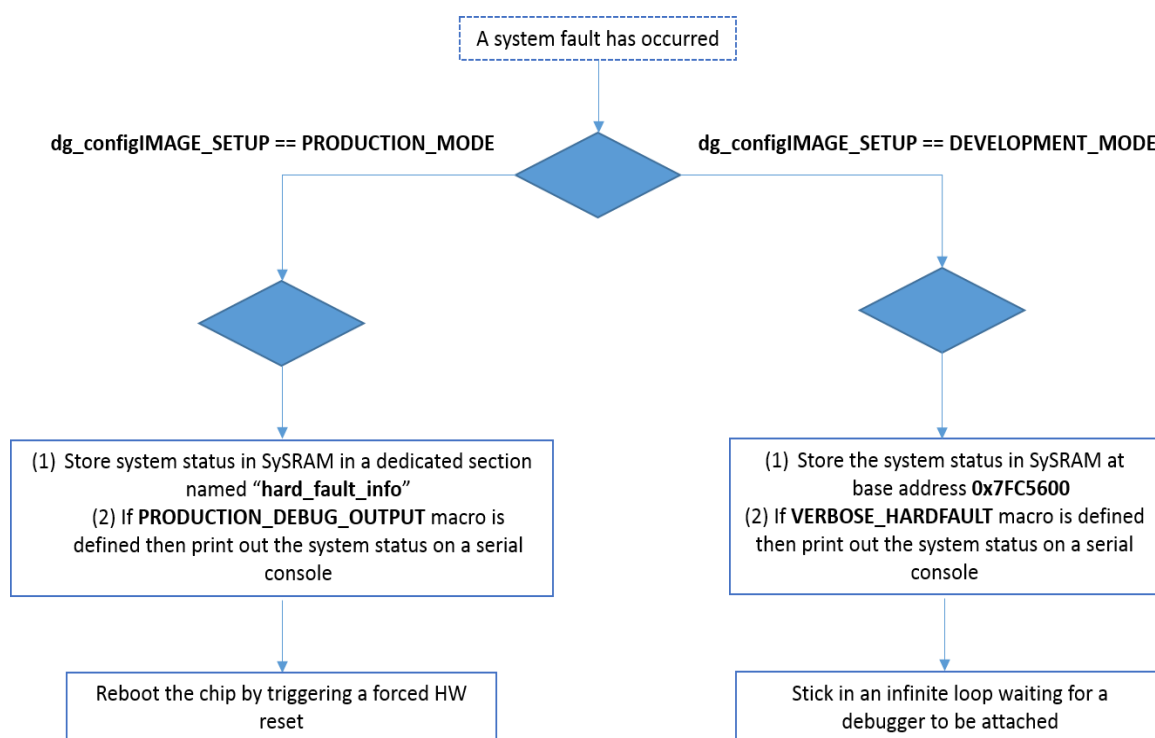 A system fault has occurred
dg_configIMAGE_SETUP == PRODUCTION_MODE
dg_configIMAGE_SETUP == DEVELOPMENT_MODE
(1) Store system status in SySRAM in a dedicated section
named “hard_fault_info”
(2) If PRODUCTION_DEBUG_OUTPUT macro is
defined then print out the system status on a serial
console
(1) Store the system status in SySRAM at
base address 0x7FC5600
(2) If VERBOSE_HARDFAULT macro is defined
then print out the system status on a serial
console
Reboot the chip by triggering a forced HW
reset
Stick in an infinite loop waiting for a
debugger to be attached